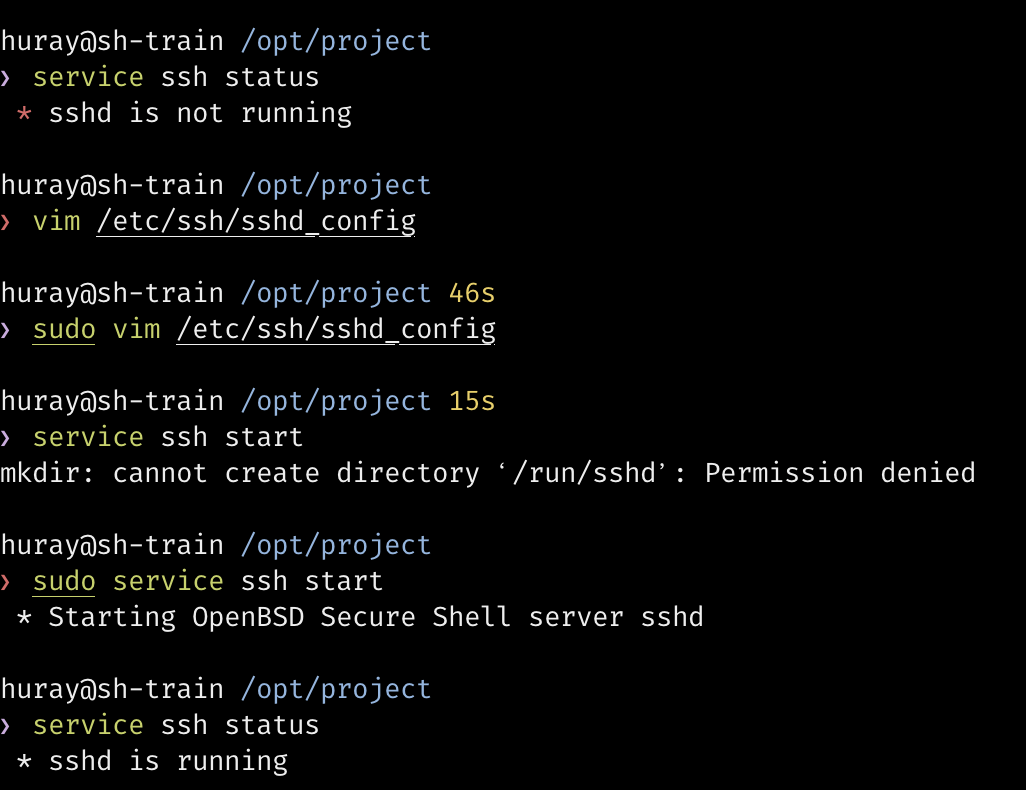 huray@sh-train /opt/project
❯ service ssh status
 * sshd is not running
huray@sh-train /opt/project
❯ vim /etc/ssh/sshd_config
huray@sh-train /opt/project 46s
❯ sudo vim /etc/ssh/sshd_config
huray@sh-train /opt/project 15s
❯ service ssh start
mkdir: cannot create directory ‘/run/sshd’: Permission denied
huray@sh-train /opt/project
❯ sudo service ssh start
 * Starting OpenBSD Secure Shell server sshd
huray@sh-train /opt/project
❯ service ssh status
 * sshd is running